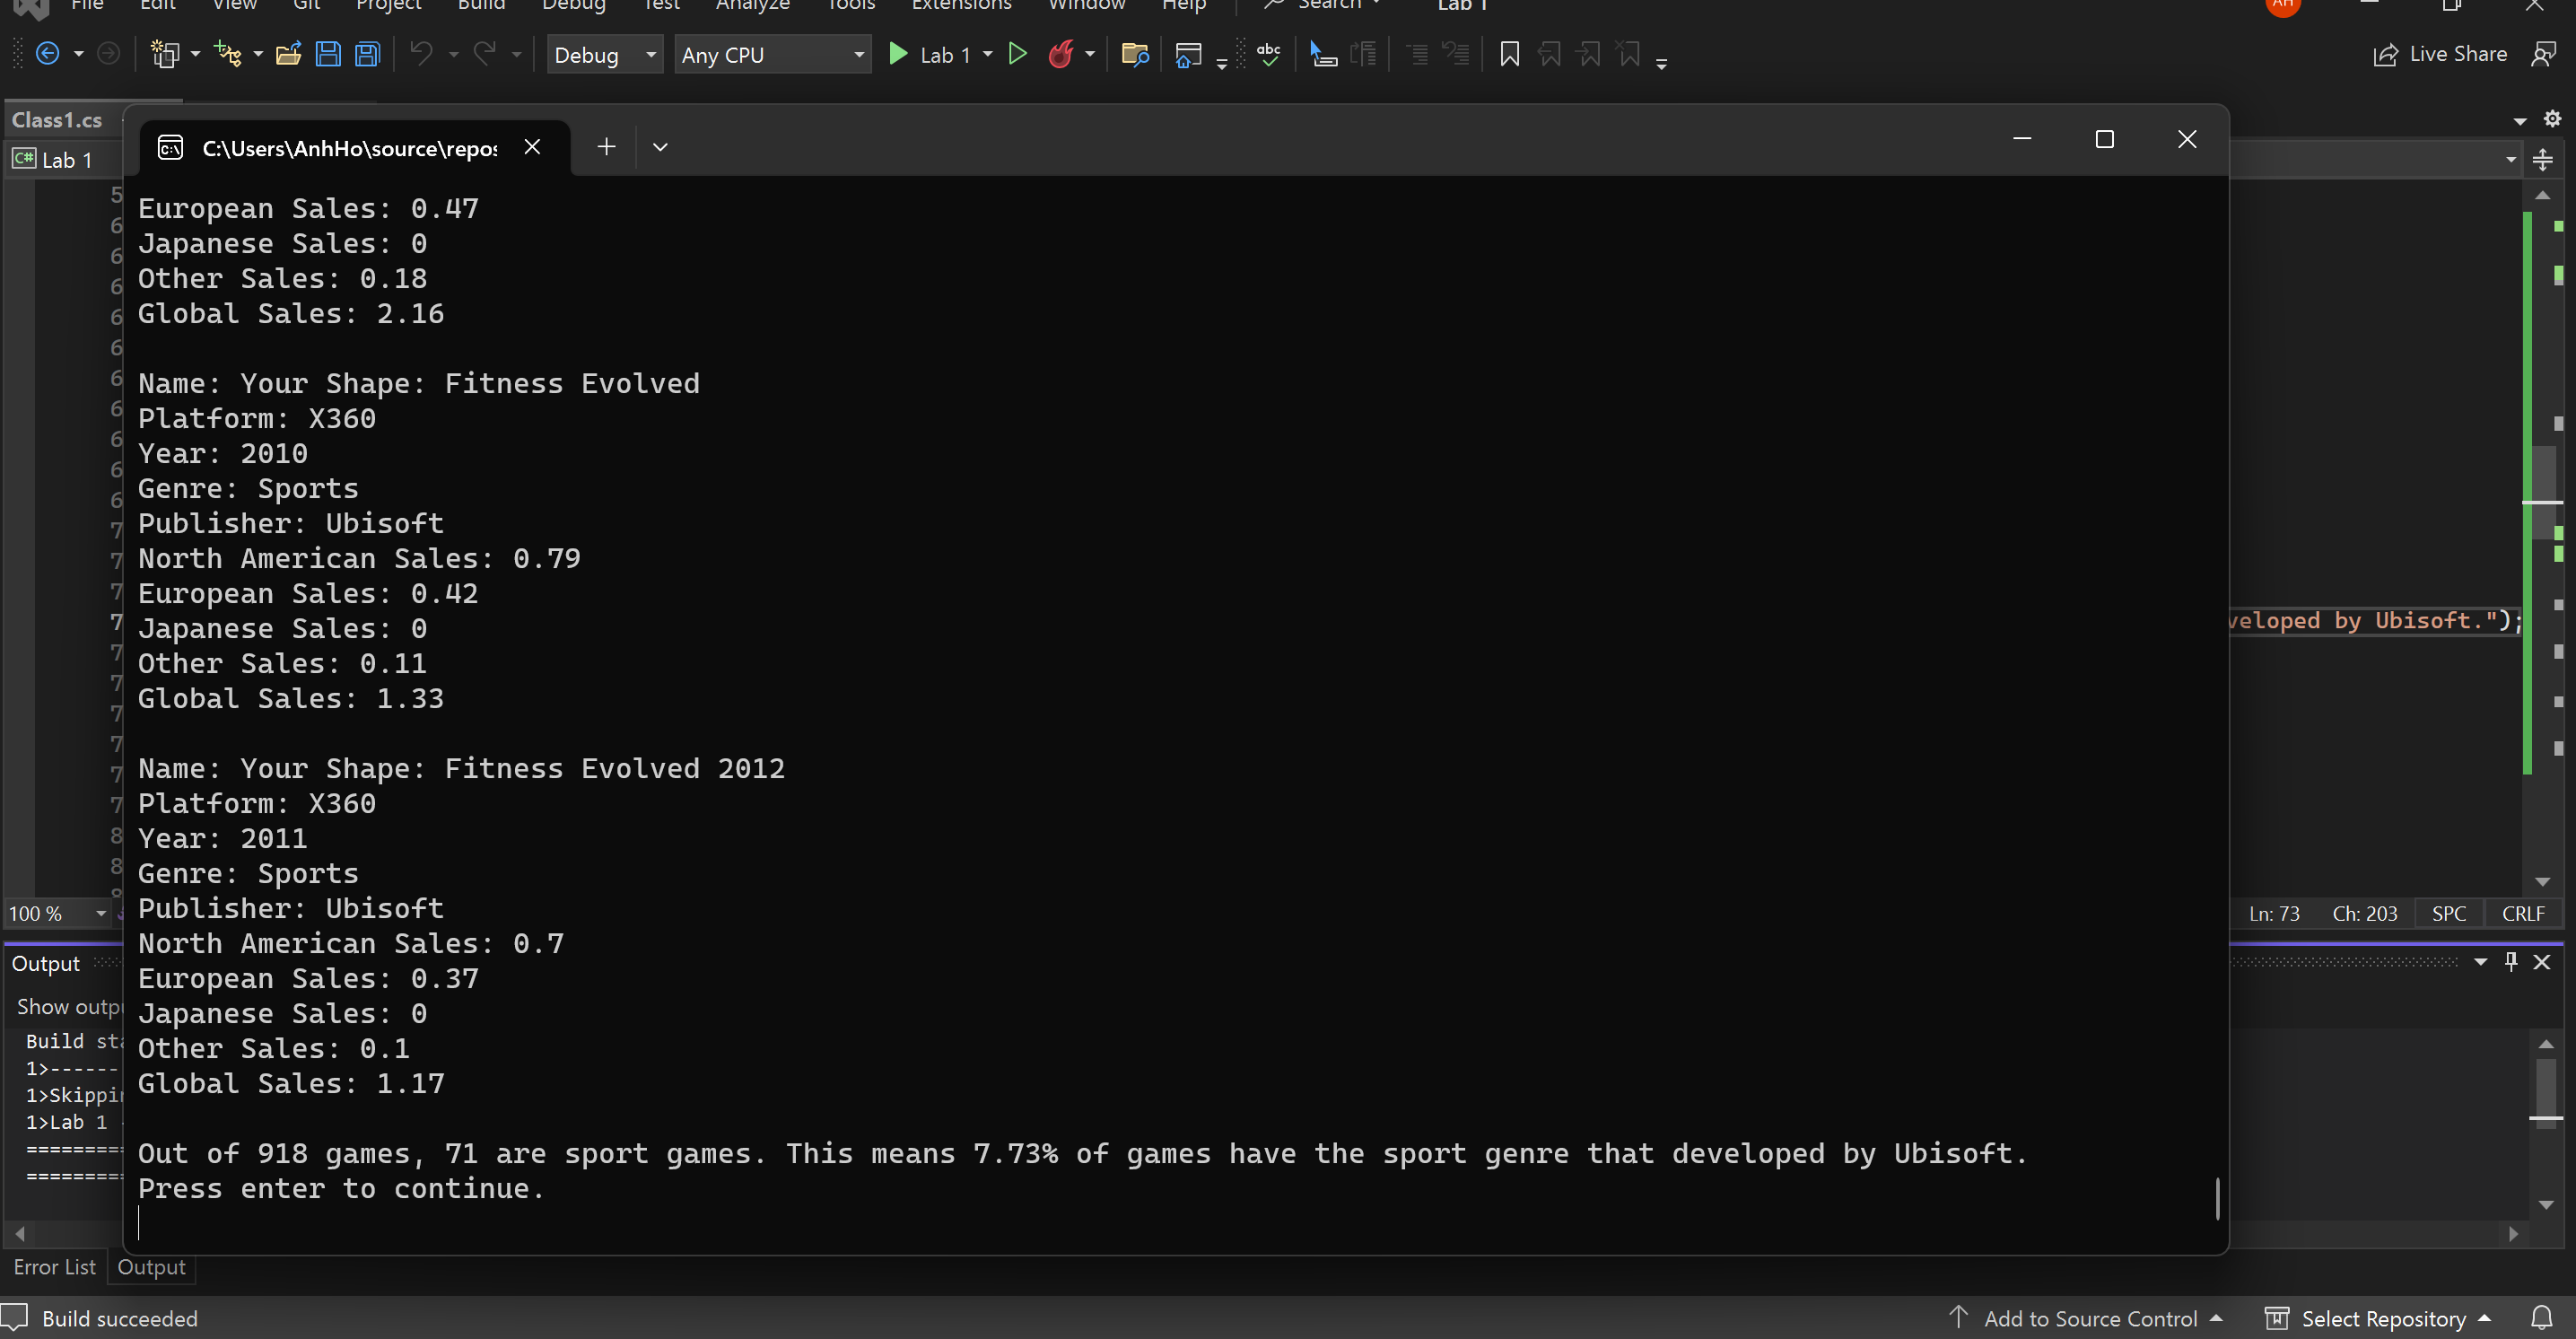 File Edit View Git Project Build Debug Test Analyze Tools Extensions Window Help Search Lab 1 AH
Debug Any CPU Lab 1 abc Live Share
Class1.cs
C:\Users\AnhHo\source\repos
C# Lab 1
European Sales: 0.47
Japanese Sales: 0
Other Sales: 0.18
Global Sales: 2.16
Name: Your Shape: Fitness Evolved
Platform: X360
Year: 2010
Genre: Sports
Publisher: Ubisoft
North American Sales: 0.79
European Sales: 0.42
Japanese Sales: 0
Other Sales: 0.11
Global Sales: 1.33
Name: Your Shape: Fitness Evolved 2012
Platform: X360
Year: 2011
Genre: Sports
Publisher: Ubisoft
North American Sales: 0.7
European Sales: 0.37
Japanese Sales: 0
Other Sales: 0.1
Global Sales: 1.17
Out of 918 games, 71 are sport games. This means 7.73% of games have the sport genre that developed by Ubisoft.
Press enter to continue.
veloped by Ubisoft.");
100 % Ln: 73 Ch: 203 SPC CRLF
Output
Show outpu
Build sta
1>------
1>Skippin
1>Lab 1
=========
=========
Error List Output
Build succeeded Add to Source Control Select Repository